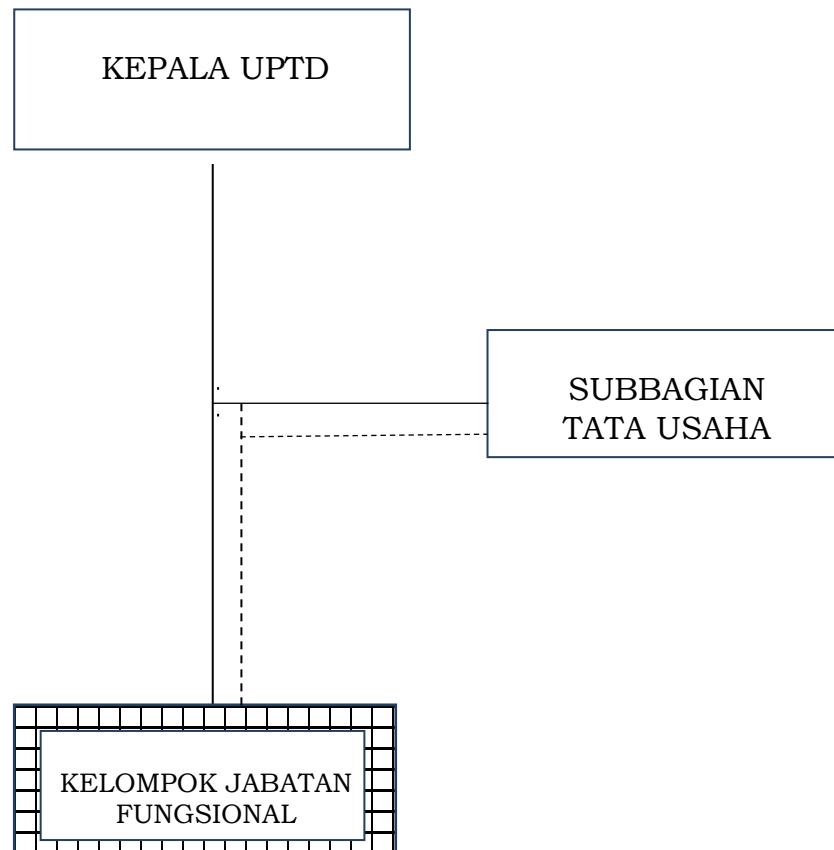 KEPALA UPTD
SUBBAGIAN
TATA USAHA
KELOMPOK JABATAN
FUNGSIONAL